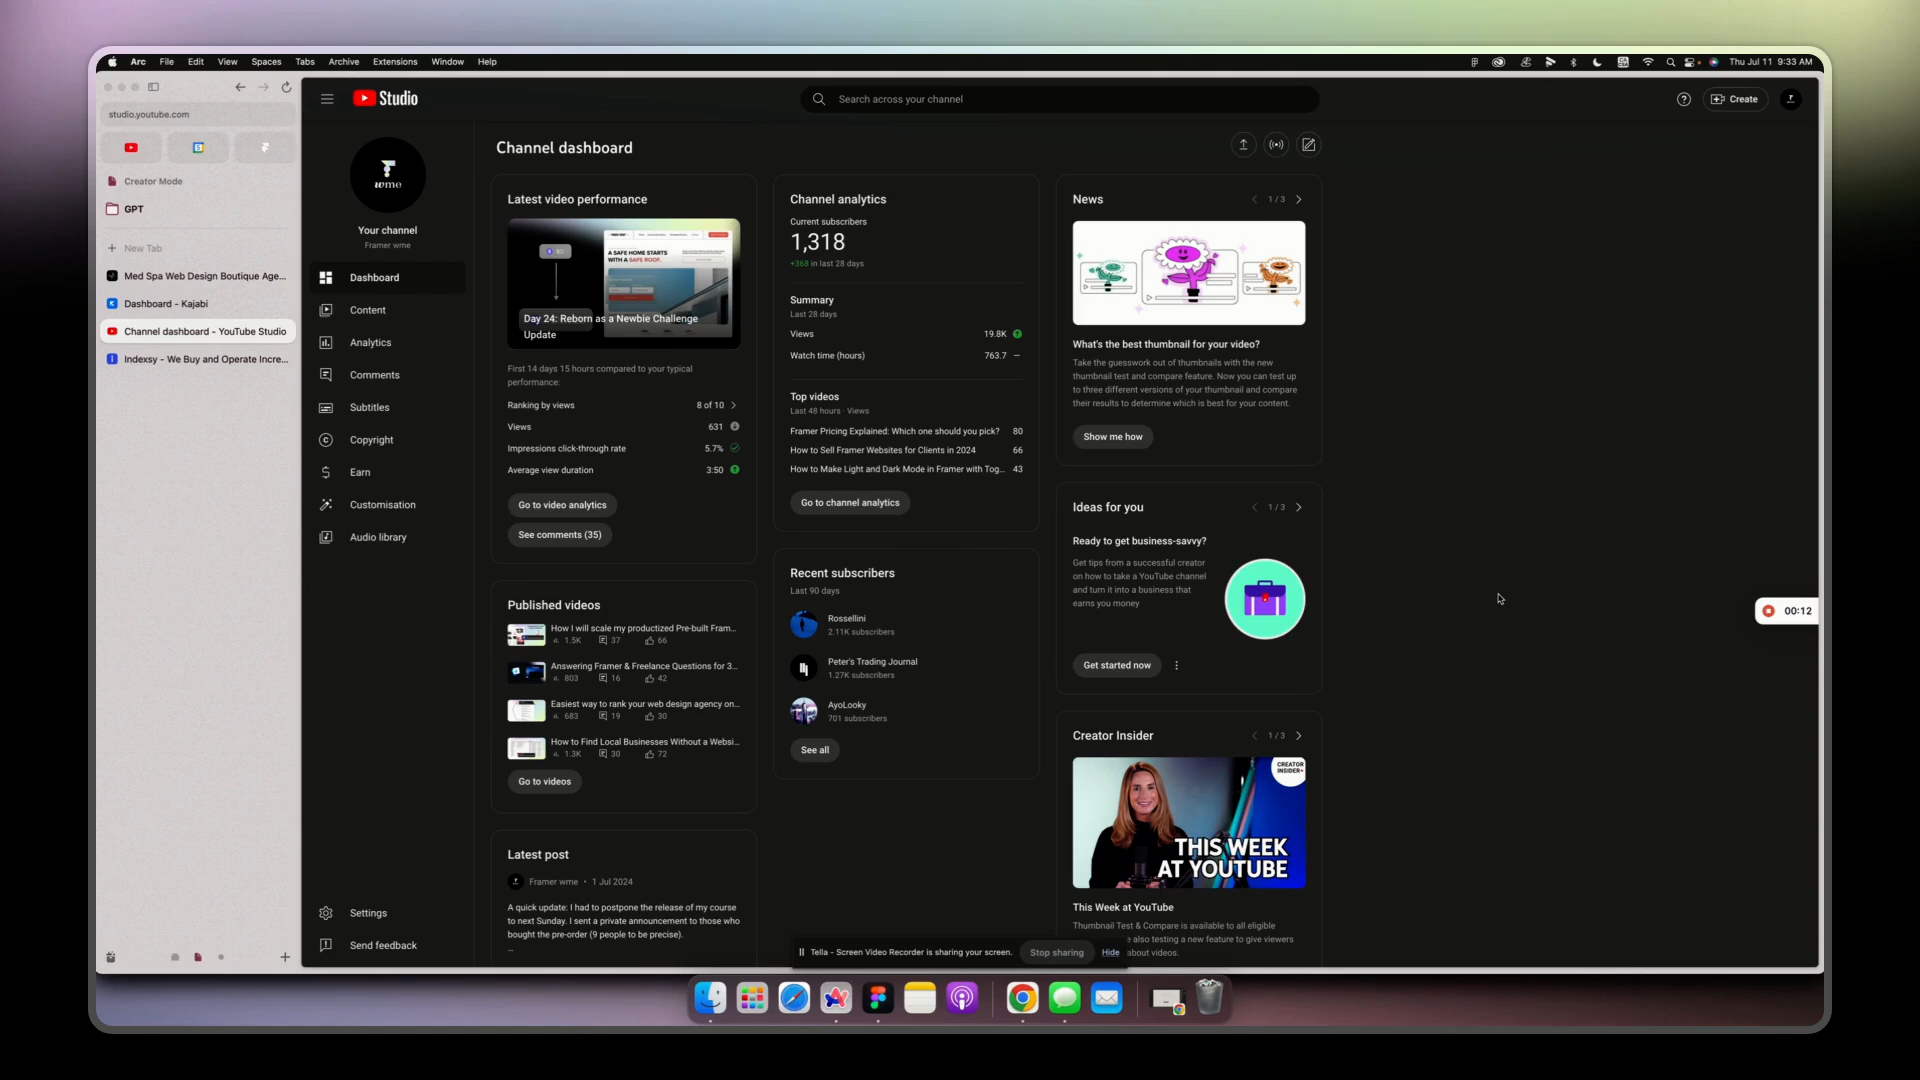 Arc File Edit View Spaces Tabs Archive Extensions Window Help
Thu Jul 11 9:33 AM
studio.youtube.com
Creator Mode
GPT
New Tab
Med Spa Web Design Boutique Age...
Dashboard - Kajabi
Channel dashboard - YouTube Studio
Indexsy - We Buy and Operate Incre...
Studio
Search across your channel
Create
wme
Your channel
Framer wme
Dashboard
Content
Analytics
Comments
Subtitles
Copyright
Earn
Customisation
Audio library
Settings
Send feedback
Channel dashboard
Latest video performance
A SAFE HOME STARTS
WITH A SAFE ROOF.
Day 24: Reborn as a Newbie Challenge
Update
First 14 days 15 hours compared to your typical
performance:
Ranking by views 8 of 10
Views 631
Impressions click-through rate 5.7%
Average view duration 3:50
Go to video analytics
See comments (35)
Published videos
How I will scale my productized Pre-built Fram...
1.5K 37 66
Answering Framer & Freelance Questions for 3...
803 16 42
Easiest way to rank your web design agency on...
683 19 30
How to Find Local Businesses Without a Websi...
1.3K 30 72
Go to videos
Latest post
Framer wme • 1 Jul 2024
A quick update: I had to postpone the release of my course
to next Sunday. I sent a private announcement to those who
bought the pre-order (9 people to be precise).
Channel analytics
Current subscribers
1,318
+368 in last 28 days
Summary
Last 28 days
Views 19.8K
Watch time (hours) 763.7 —
Top videos
Last 48 hours · Views
Framer Pricing Explained: Which one should you pick? 80
How to Sell Framer Websites for Clients in 2024 66
How to Make Light and Dark Mode in Framer with Tog... 43
Go to channel analytics
Recent subscribers
Last 90 days
Rossellini
2.11K subscribers
Peter's Trading Journal
1.27K subscribers
AyoLooky
701 subscribers
See all
News 1 / 3
What's the best thumbnail for your video?
Take the guesswork out of thumbnails with the new
thumbnail test and compare feature. Now you can test up
to three different versions of your thumbnail and compare
their results to determine which is best for your content.
Show me how
Ideas for you 1 / 3
Ready to get business-savvy?
Get tips from a successful creator
on how to take a YouTube channel
and turn it into a business that
earns you money
Get started now
Creator Insider 1 / 3
CREATOR
INSIDER
THIS WEEK
AT YOUTUBE
This Week at YouTube
Thumbnail Test & Compare is available to all eligible
also testing a new feature to give viewers
about videos.
Tella - Screen Video Recorder is sharing your screen. Stop sharing Hide
00:12